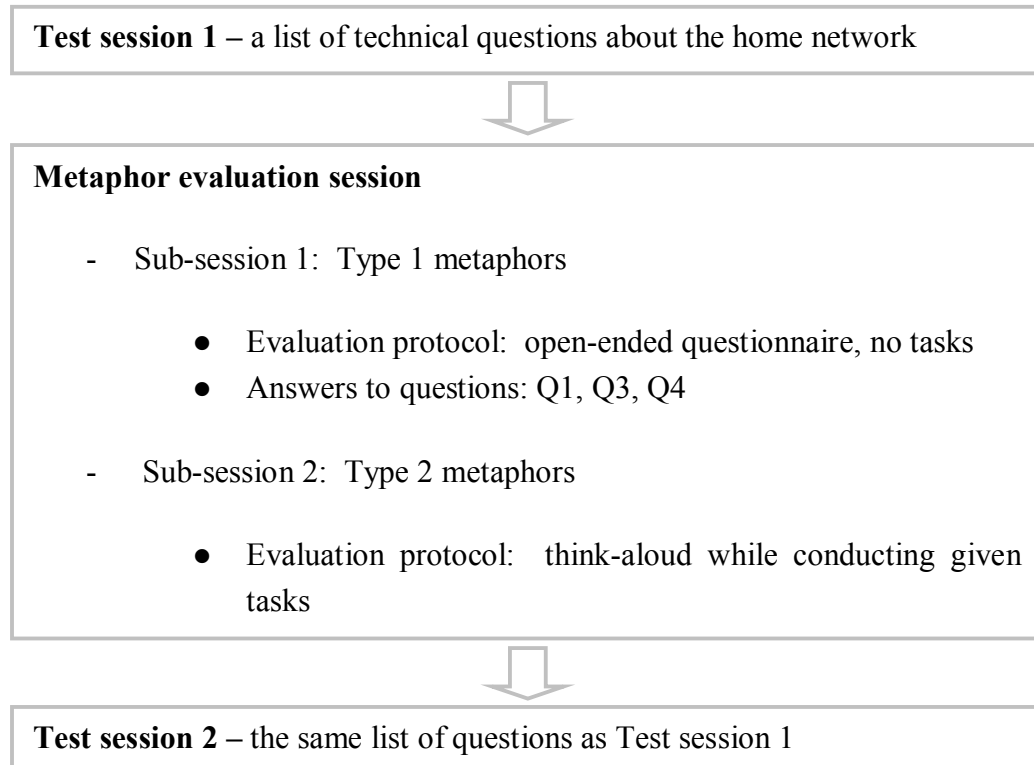 Test session 1 – a list of technical questions about the home network
Metaphor evaluation session
- Sub-session 1: Type 1 metaphors
● Evaluation protocol: open-ended questionnaire, no tasks
● Answers to questions: Q1, Q3, Q4
- Sub-session 2: Type 2 metaphors
● Evaluation protocol: think-aloud while conducting given
tasks
Test session 2 – the same list of questions as Test session 1